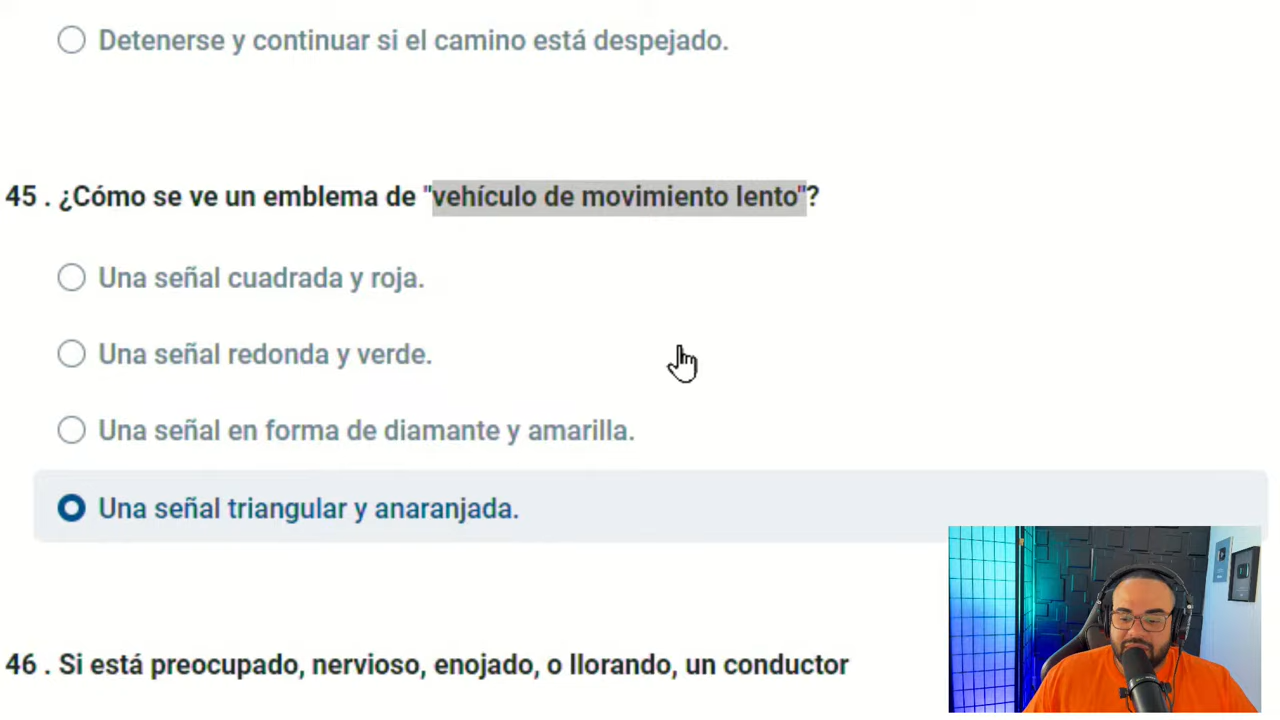 Detenerse y continuar si el camino está despejado.
45 . ¿Cómo se ve un emblema de "vehículo de movimiento lento"?
Una señal cuadrada y roja.
Una señal redonda y verde.
Una señal en forma de diamante y amarilla.
Una señal triangular y anaranjada.
46 . Si está preocupado, nervioso, enojado, o llorando, un conductor